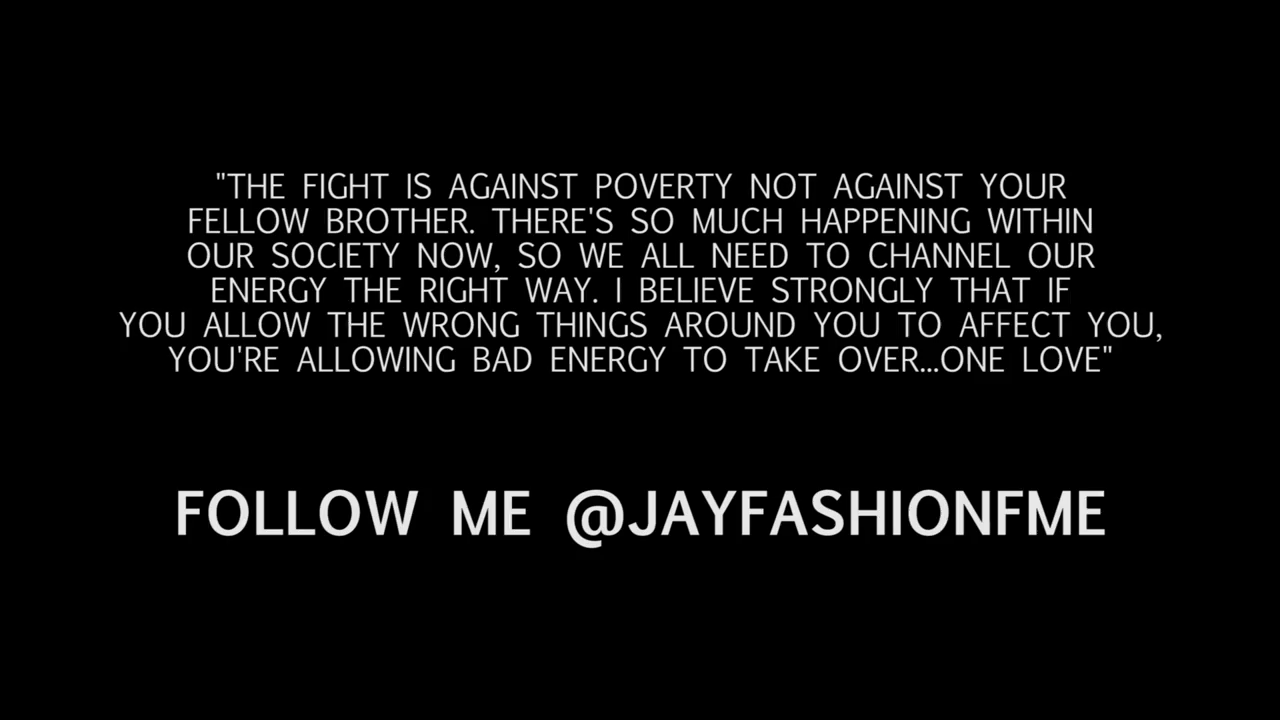 "THE FIGHT IS AGAINST POVERTY NOT AGAINST YOUR
FELLOW BROTHER. THERE'S SO MUCH HAPPENING WITHIN
OUR SOCIETY NOW, SO WE ALL NEED TO CHANNEL OUR
ENERGY THE RIGHT WAY. I BELIEVE STRONGLY THAT IF
YOU ALLOW THE WRONG THINGS AROUND YOU TO AFFECT YOU,
YOU'RE ALLOWING BAD ENERGY TO TAKE OVER...ONE LOVE"
FOLLOW ME @JAYFASHIONFME